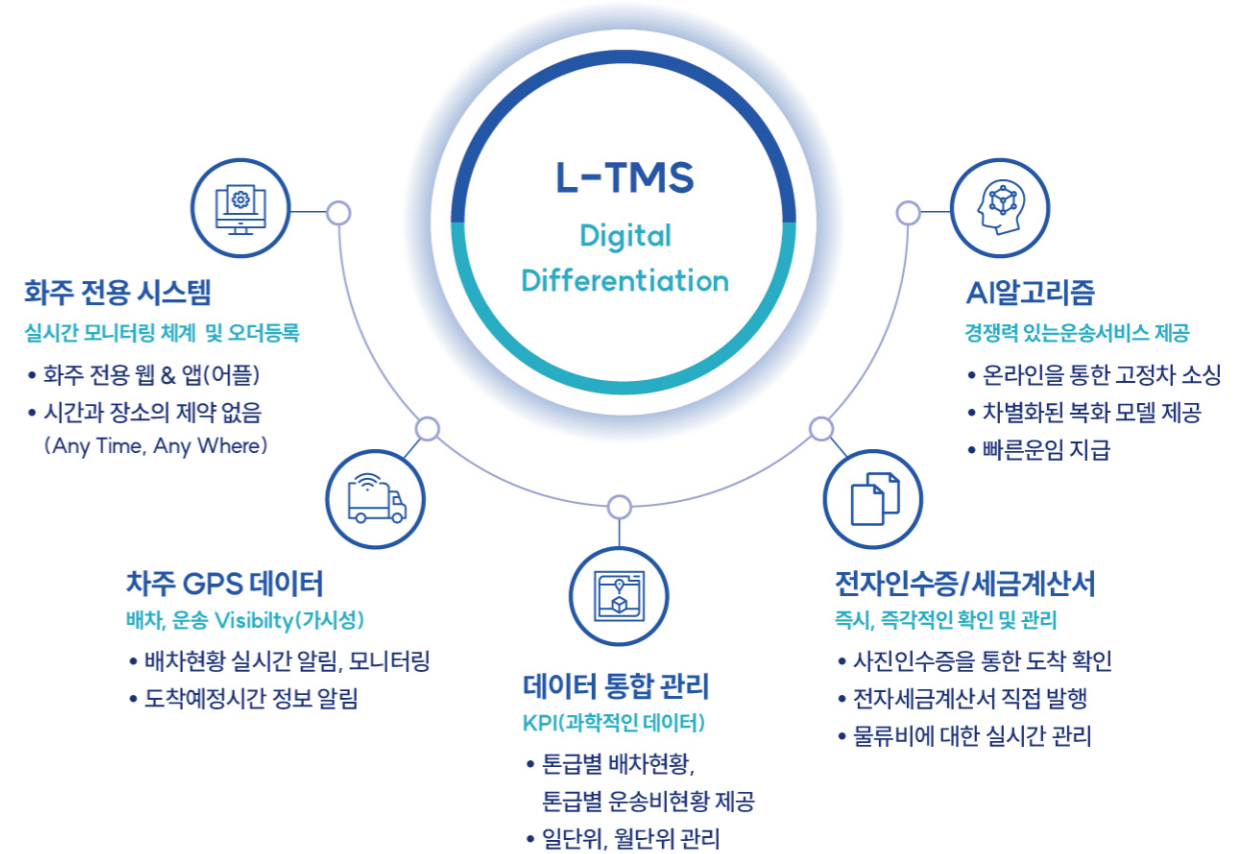 L-TMS
Digital
Differentiation
화주 전용 시스템
실시간 모니터링 체계 및 오더등록
• 화주 전용 웹 & 앱(어플)
• 시간과 장소의 제약 없음
(Any Time, Any Where)
차주 GPS 데이터
배차, 운송 Visibilty(가시성)
• 배차현황 실시간 알림, 모니터링
• 도착예정시간 정보 알림
데이터 통합 관리
KPI(과학적인 데이터)
• 톤급별 배차현황,
톤급별 운송비현황 제공
• 일단위, 월단위 관리
전자인수증/세금계산서
즉시, 즉각적인 확인 및 관리
• 사진인수증을 통한 도착 확인
• 전자세금계산서 직접 발행
• 물류비에 대한 실시간 관리
AI알고리즘
경쟁력 있는운송서비스 제공
• 온라인을 통한 고정차 소싱
• 차별화된 복화 모델 제공
• 빠른운임 지급